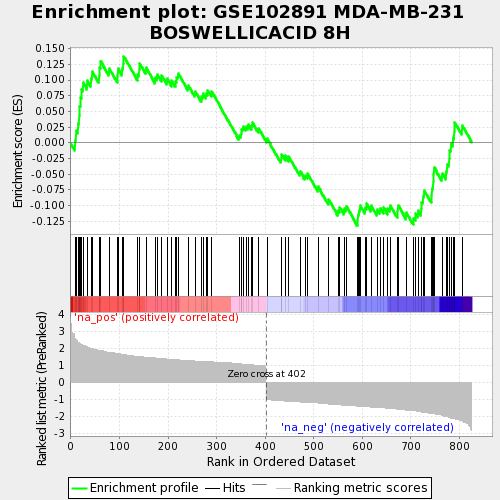 Enrichment plot: GSE102891 MDA-MB-231
BOSWELLICACID 8H
Enrichment score (ES)
0.150
0.125
0.100
0.075
0.050
0.025
0.000
-0.025
-0.050
-0.075
-0.100
-0.125
'na_pos' (positively correlated)
Ranked list metric (PreRanked)
4
3
2
1
0
-1
-2
-3
Zero cross at 402
'na_neg' (negatively correlated)
0 100 200 300 400 500 600 700 800
Rank in Ordered Dataset
Enrichment profile
Hits
Ranking metric scores